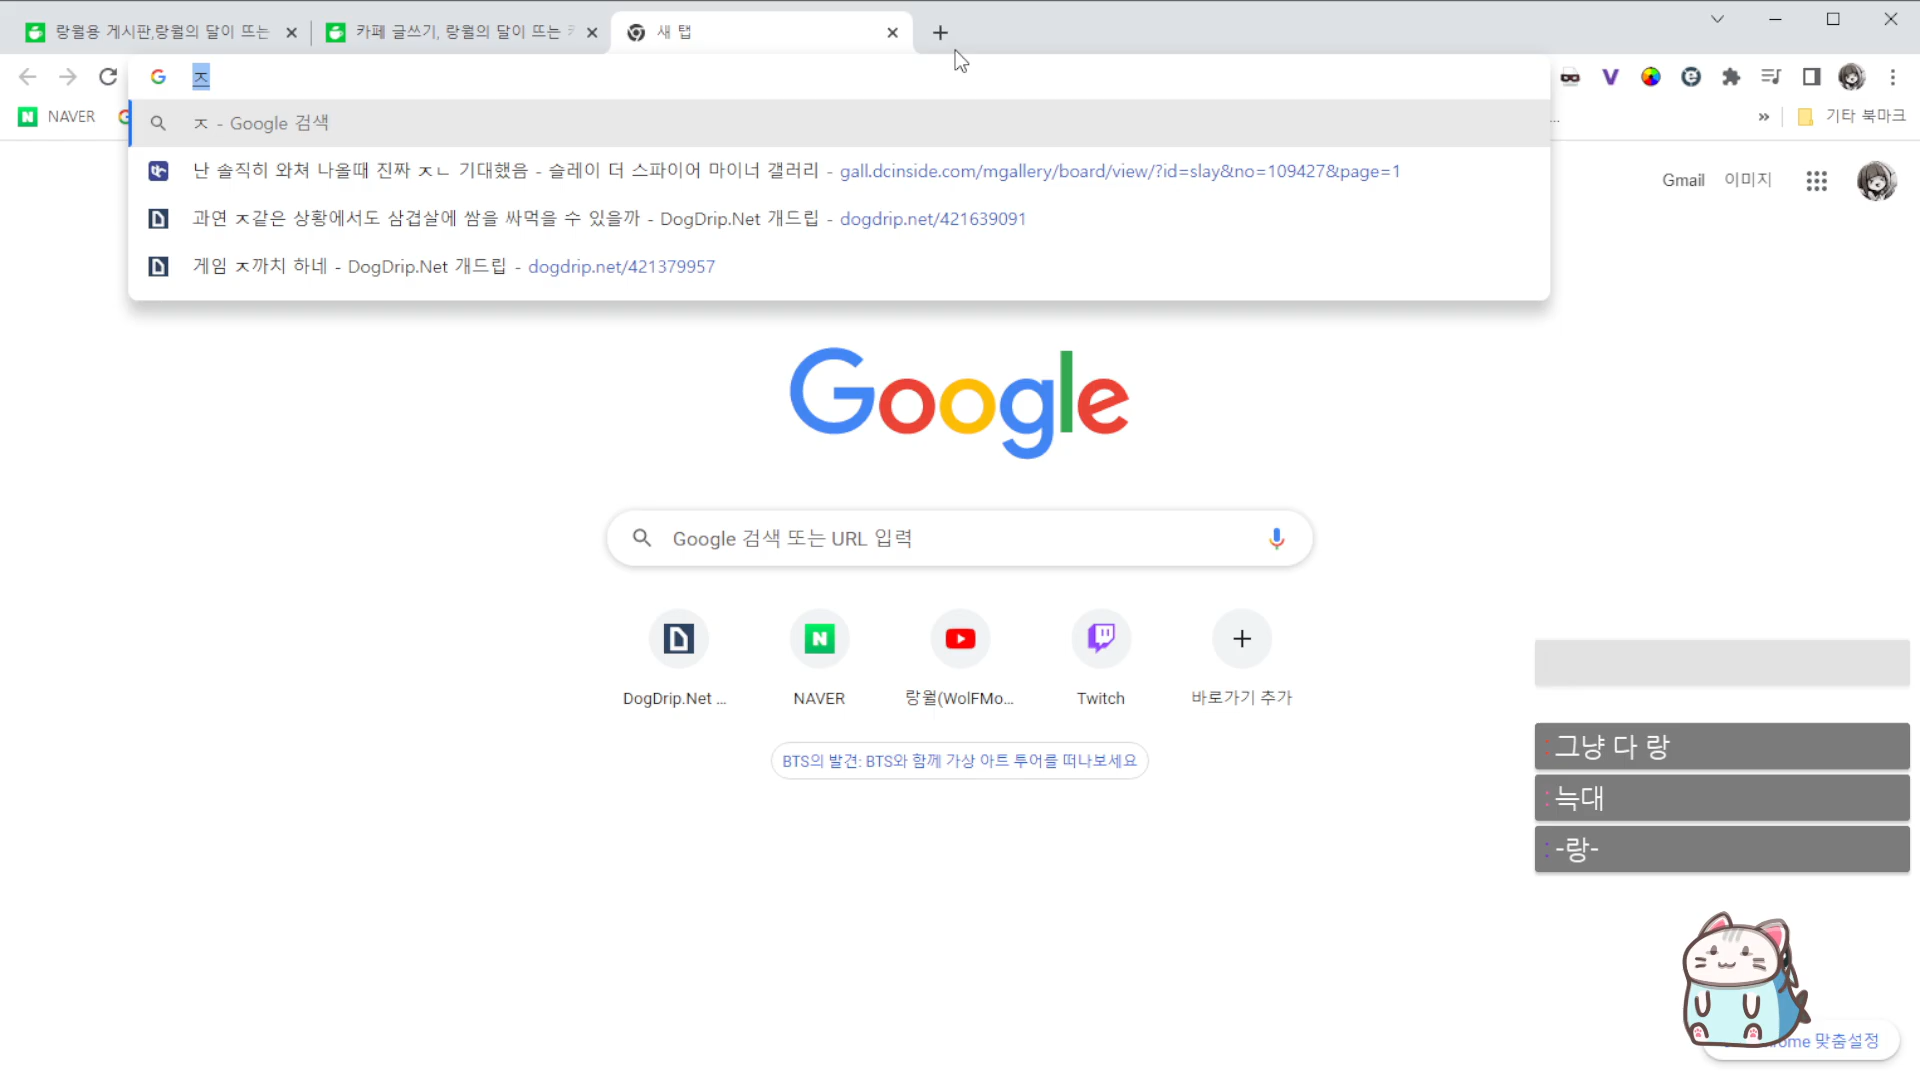 랑월용 게시판,랑월의 달이 뜨는
카페 글쓰기, 랑월의 달이 뜨는
새 탭
ㅈ
NAVER
기타 북마크
ㅈ - Google 검색
난 솔직히 와쳐 나올때 진짜 ㅈㄴ 기대했음 - 슬레이 더 스파이어 마이너 갤러리 - gall.dcinside.com/mgallery/board/view/?id=slay&no=109427&page=1
과연 ㅈ같은 상황에서도 삼겹살에 쌈을 싸먹을 수 있을까 - DogDrip.Net 개드립 - dogdrip.net/421639091
게임 ㅈ까치 하네 - DogDrip.Net 개드립 - dogdrip.net/421379957
Gmail
이미지
Google
Google 검색 또는 URL 입력
DogDrip.Net ...
NAVER
랑월(WolFMo...
Twitch
바로가기 추가
BTS의 발견: BTS와 함께 가상 아트 투어를 떠나보세요
: 그냥 다 랑
: 늑대
: -랑-
ome 맞춤설정